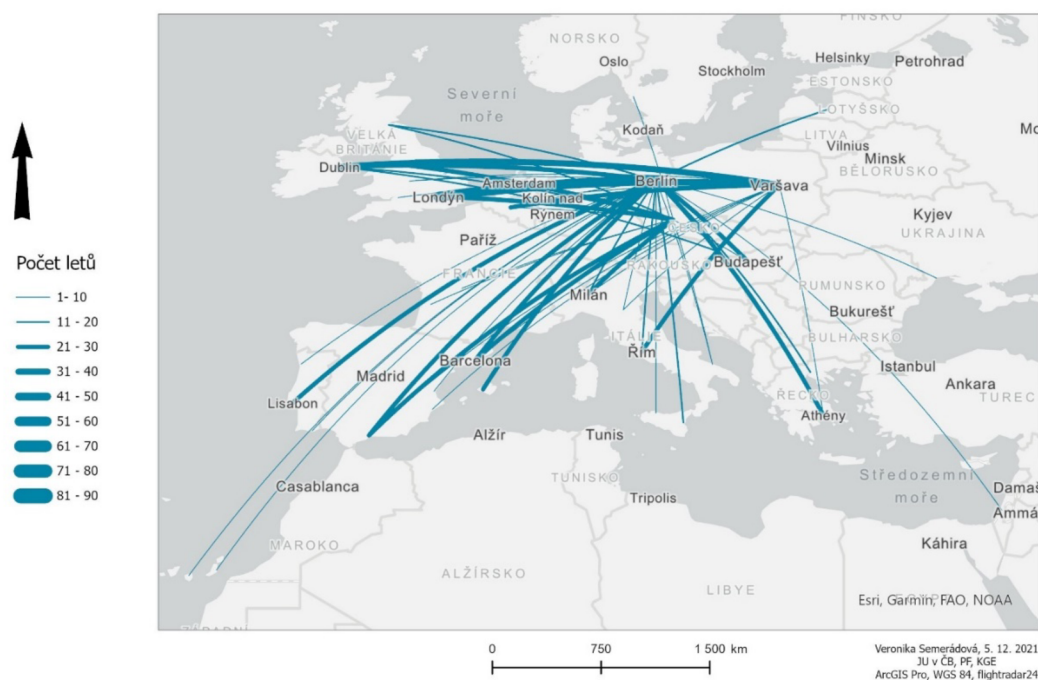 NORSKO
FINSKO
Oslo
Helsinky
Petrohrad
Stockholm
ESTONSKO
Severní
moře
LOTYŠSKO
Kodaň
VELKÁ
BRITÁNIE
LITVA
Vilnius
Mo
Minsk
Dublin
BĚLORUSKO
Amsterdam
Berlín
Varšava
Londýn
Kolín nad
Rýnem
Kyjev
ČESKO
UKRAJINA
Paříž
Počet letů
RAKOUSKO
Budapešť
FRANCIE
RUMUNSKO
1- 10
Milán
11 - 20
Bukurešť
21 - 30
ITÁLIE
BULHARSKO
31 - 40
Řím
Barcelona
Istanbul
41 - 50
Madrid
Ankara
51 - 60
Lisabon
ŘECKO
TUREC
61 - 70
Athény
71 - 80
Alžír
Tunis
81 - 90
Středozemní
moře
Casablanca
TUNISKO
Damaš
Tripolis
Ammá
MAROKO
Káhira
ALŽÍRSKO
LIBYE
Esri, Garmin, FAO, NOAA
0 750 1 500 km
Veronika Semerádová, 5. 12. 2021
JU v ČB, PF, KGE
ArcGIS Pro, WGS 84, flightradar24